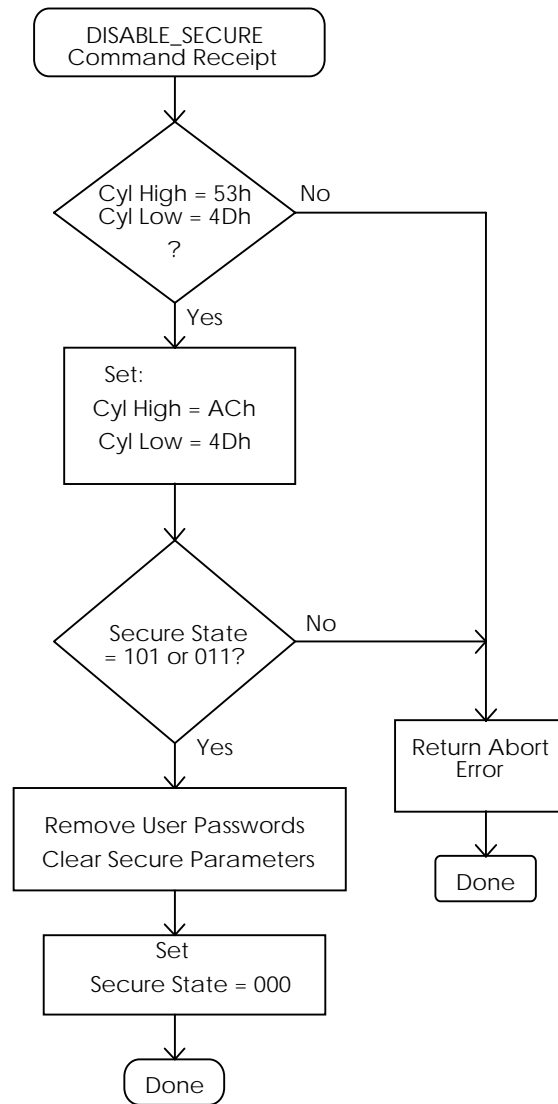 DISABLE_SECURE
Command Receipt
Cyl High = 53h
Cyl Low = 4Dh
?
No
Yes
Set:
Cyl High = ACh
Cyl Low = 4Dh
Secure State
= 101 or 011?
No
Yes
Return Abort
Error
Remove User Passwords
Clear Secure Parameters
Done
Set
Secure State = 000
Done